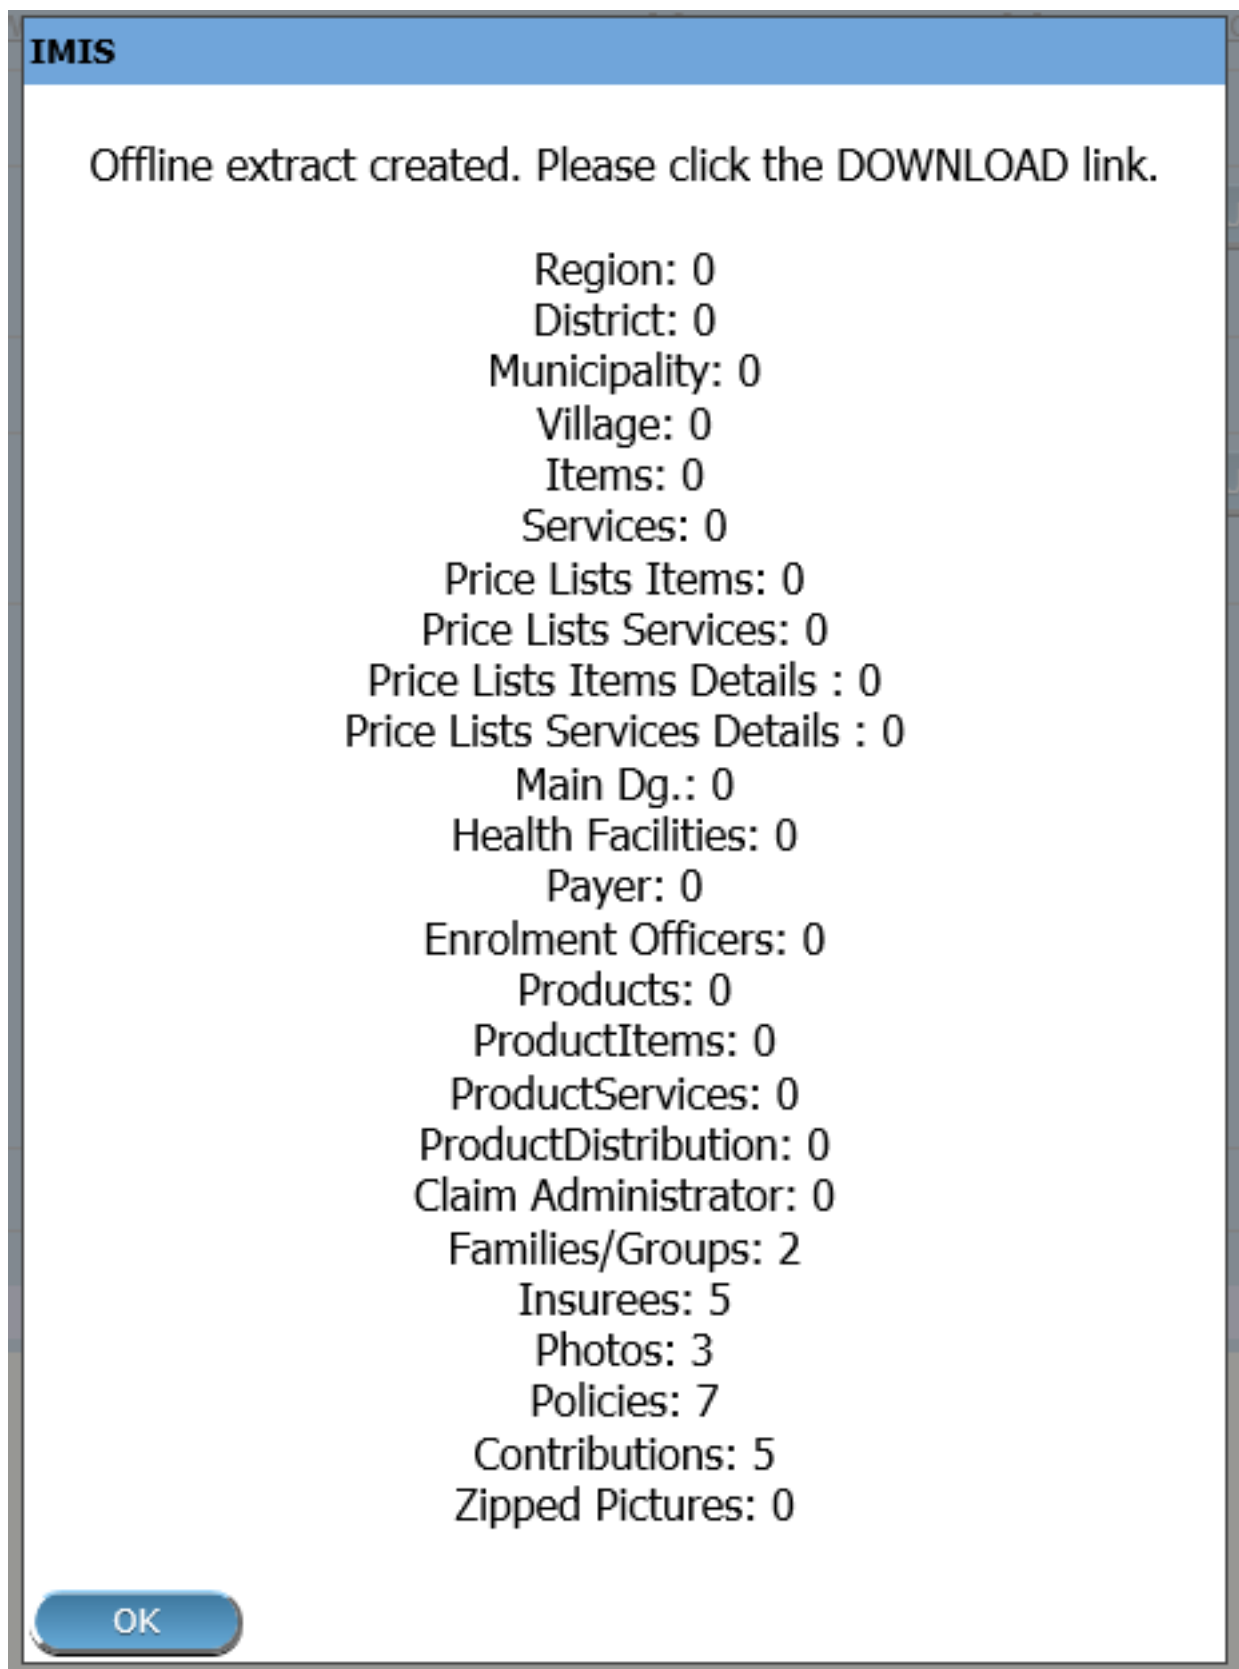 IMIS
Offline extract created. Please click the DOWNLOAD link.
Region: 0
District: 0
Municipality: 0
Village: 0
Items: 0
Services: 0
Price Lists Items: 0
Price Lists Services: 0
Price Lists Items Details : 0
Price Lists Services Details : 0
Main Dg.: 0
Health Facilities: 0
Payer: 0
Enrolment Officers: 0
Products: 0
ProductItems: 0
ProductServices: 0
ProductDistribution: 0
Claim Administrator: 0
Families/Groups: 2
Insurees: 5
Photos: 3
Policies: 7
Contributions: 5
Zipped Pictures: 0
OK